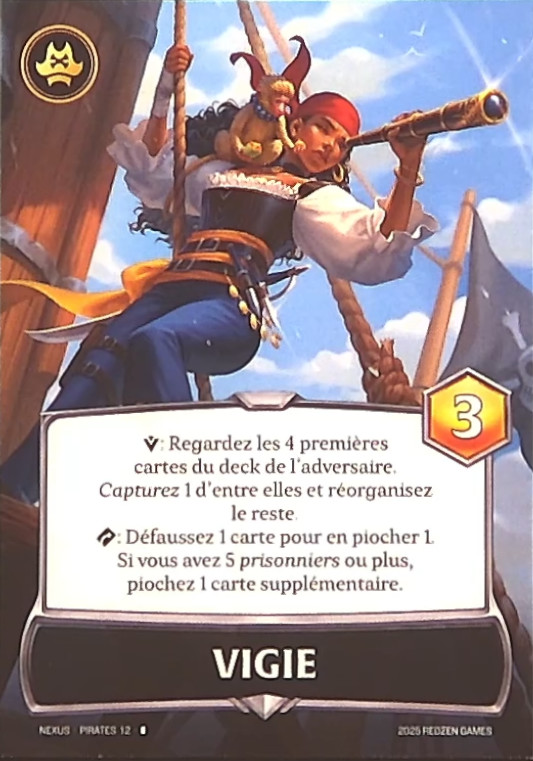 3
: Regardez les 4 premières
cartes du deck de l'adversaire.
Capturez 1 d'entre elles et réorganisez
le reste.
: Défaussez 1 carte pour en piocher 1.
Si vous avez 5 prisonniers ou plus,
piochez 1 carte supplémentaire.
VIGIE
NEXUS PIRATES 12
2025 REDZEN GAMES